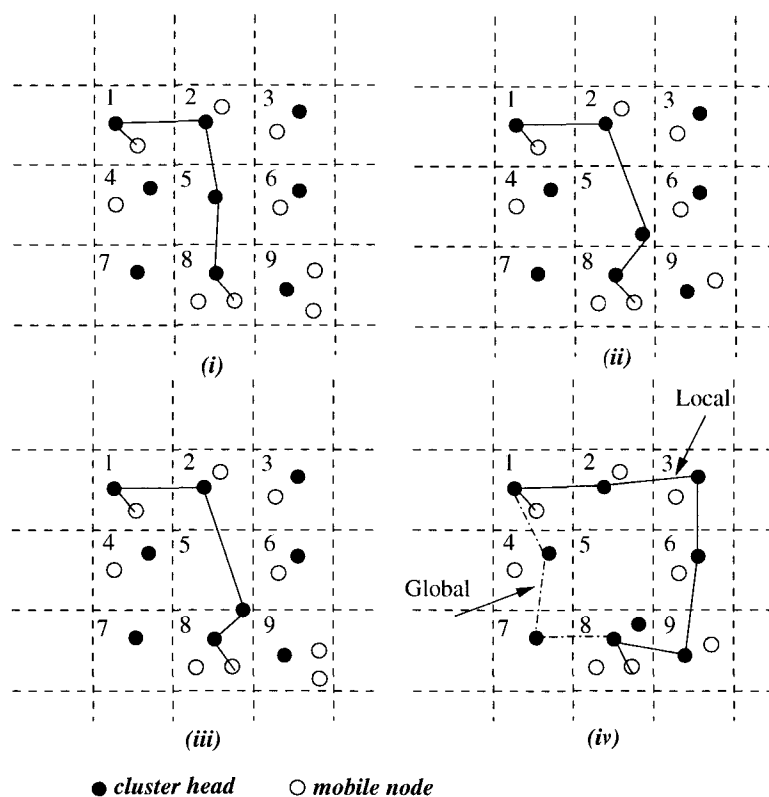 1 2 3 1 2 3
4 5 6 4 5 6
7 8 9 7 8 9
(i) (ii)
Local
1 2 3 1 2 3
4 5 6 4 5 6
Global
7 8 9 7 8 9
(iii) (iv)
cluster head mobile node